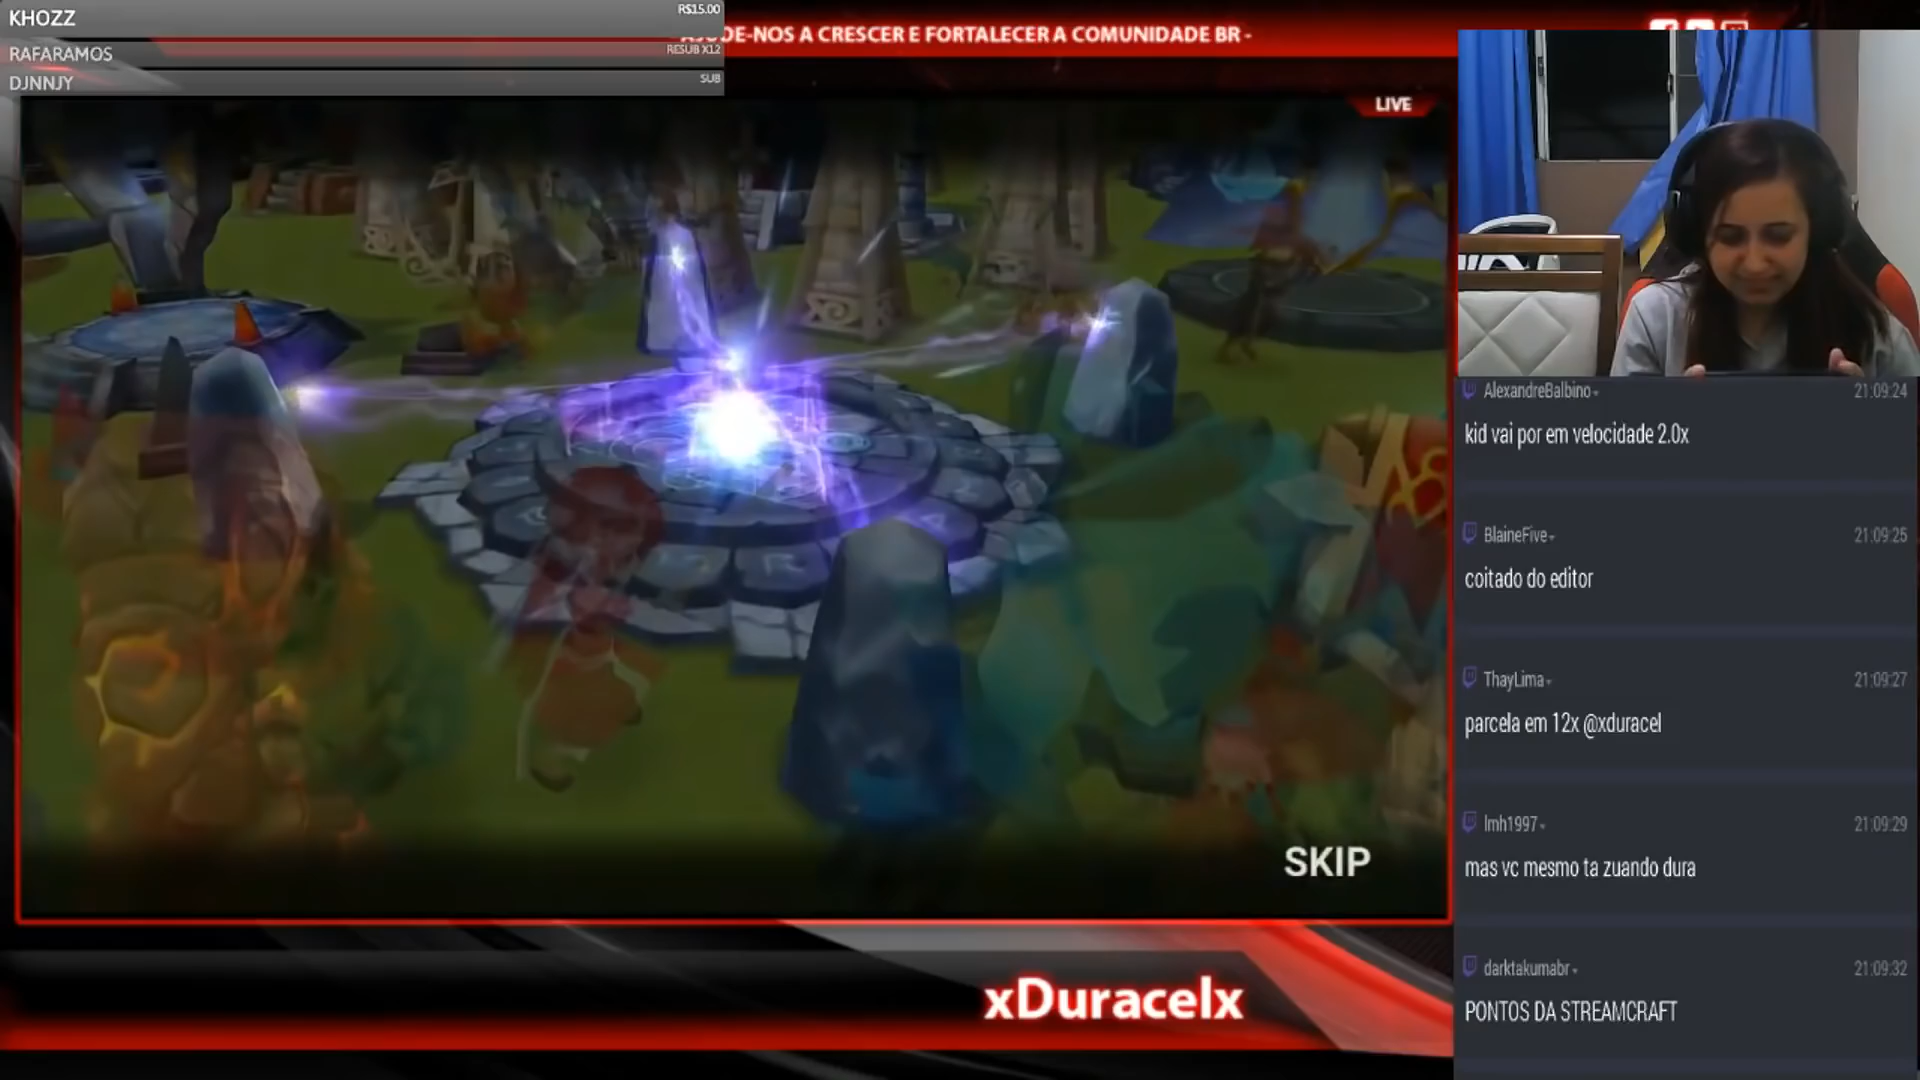 KHOZZ
R$15.00
RAFARAMOS
RESUB X12
DJNNJY
SUB
DE-NOS A CRESCER E FORTALECER A COMUNIDADE BR -
LIVE
AlexandreBalbino
21:09:24
kid vai por em velocidade 2.0x
BlaineFive
21:09:25
coitado do editor
ThayLima
21:09:27
parcela em 12x @xduracel
lmh1997
21:09:29
mas vc mesmo ta zuando dura
darktakumabr
21:09:32
PONTOS DA STREAMCRAFT
SKIP
xDuracelx